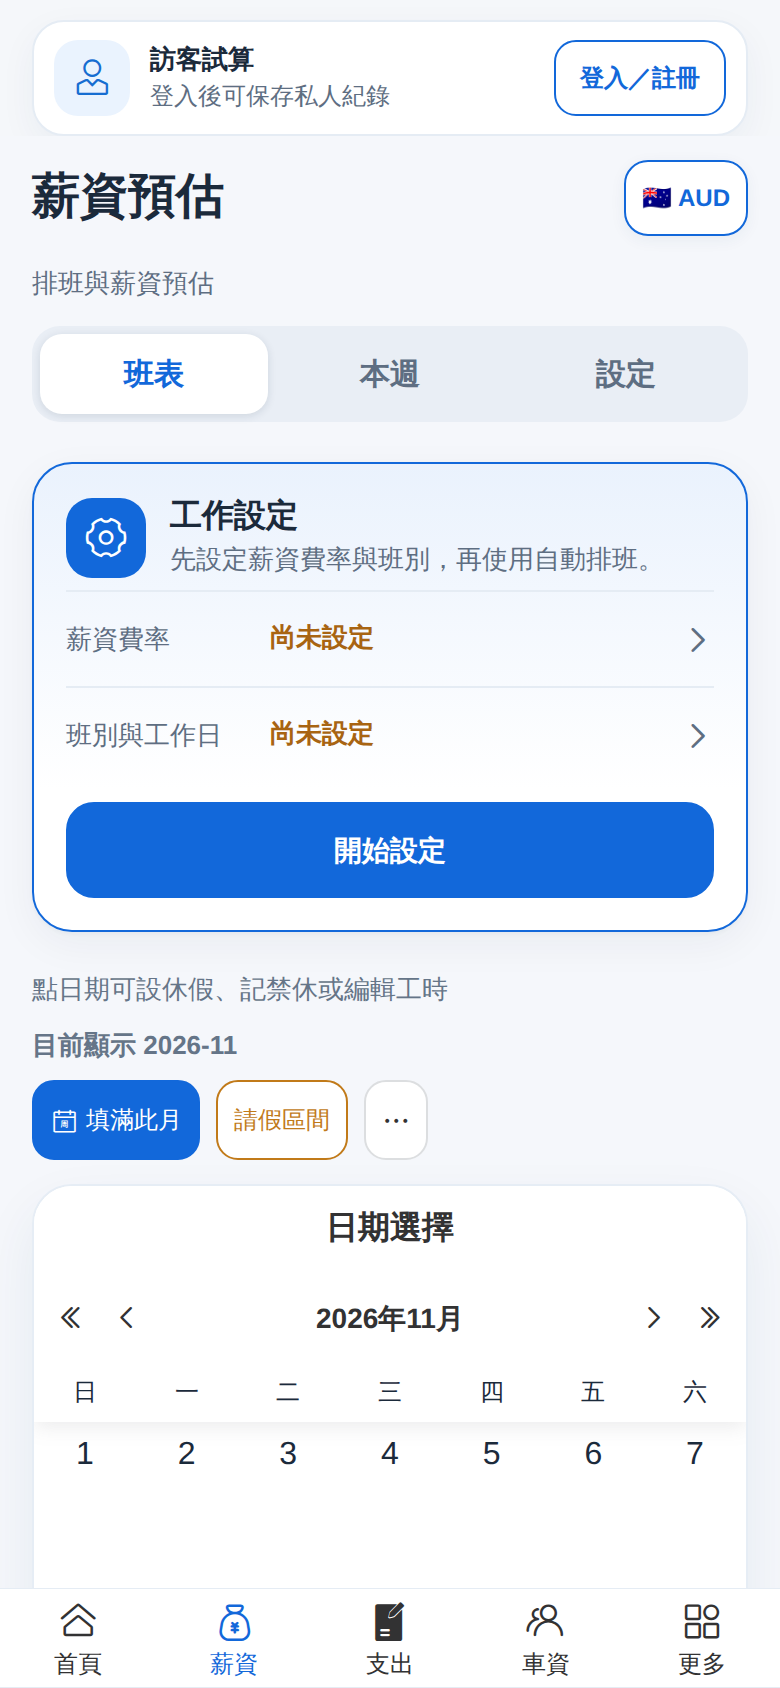 訪客試算
登入後可保存私人紀錄
登入／註冊
薪資預估
AUD
排班與薪資預估
班表
本週
設定
工作設定
先設定薪資費率與班別，再使用自動排班。
薪資費率
尚未設定
班別與工作日
尚未設定
開始設定
點日期可設休假、記禁休或編輯工時
目前顯示 2026-11
周 填滿此月
請假區間
···
日期選擇
2026年11月
日 一 二 三 四 五 六
1 2 3 4 5 6 7
¥
首頁 薪資 支出 車資 更多